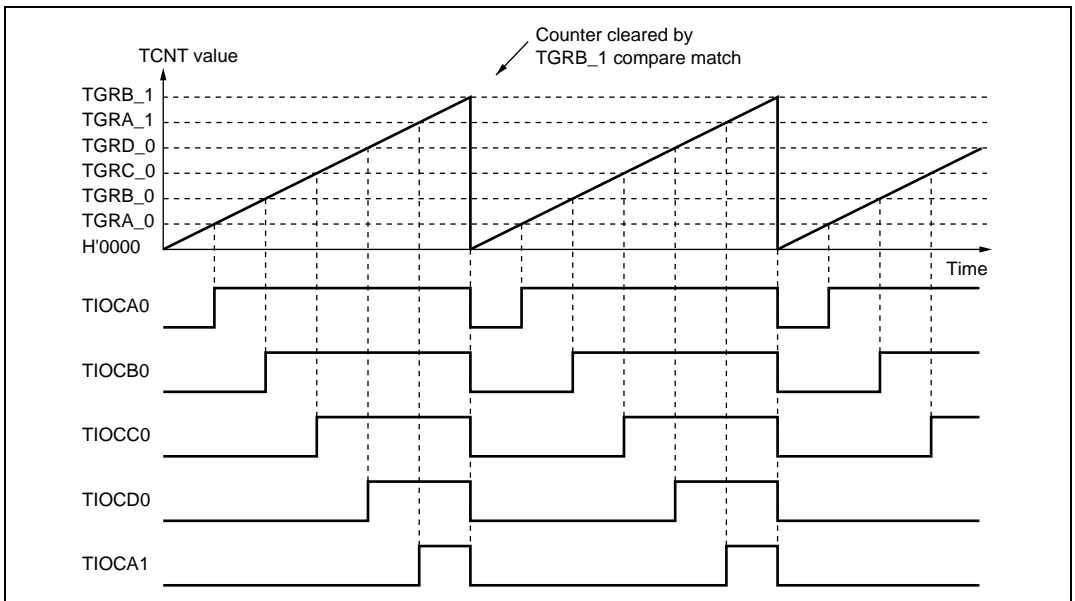 Counter cleared by
TGRB_1 compare match
TCNT value
TGRB_1
TGRA_1
TGRD_0
TGRC_0
TGRB_0
TGRA_0
H'0000
Time
TIOCA0
TIOCB0
TIOCC0
TIOCD0
TIOCA1